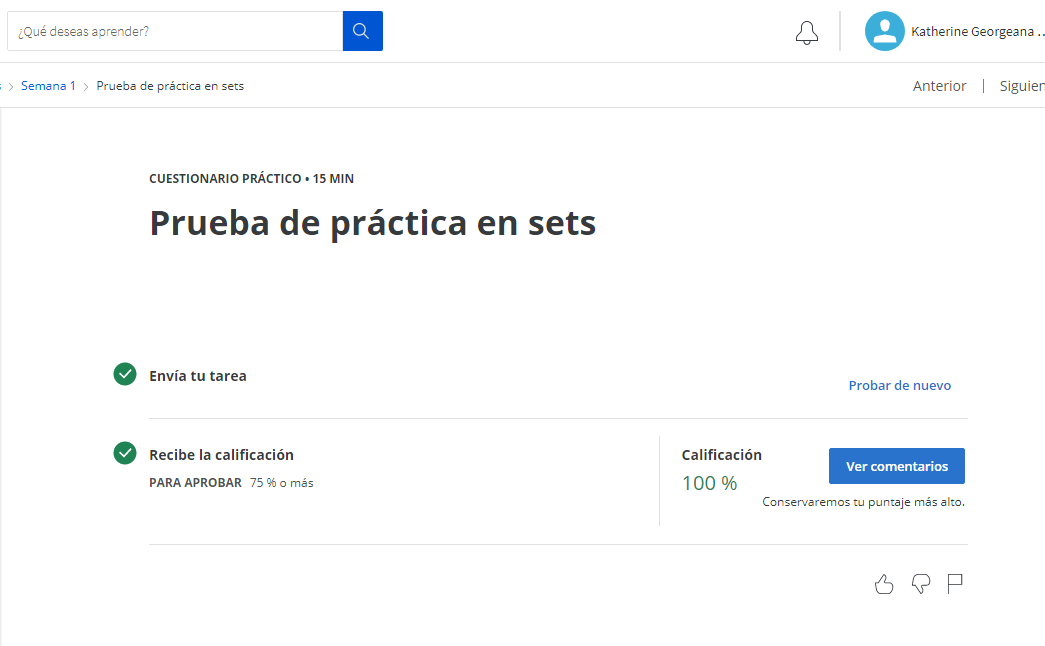 ¿Qué deseas aprender?
Katherine Georgeana ..
Semana 1
Prueba de práctica en sets
Anterior
Siguien
CUESTIONARIO PRÁCTICO • 15 MIN
Prueba de práctica en sets
Envía tu tarea
Probar de nuevo
Recibe la calificación
PARA APROBAR 75 % o más
Calificación
100 %
Ver comentarios
Conservaremos tu puntaje más alto.